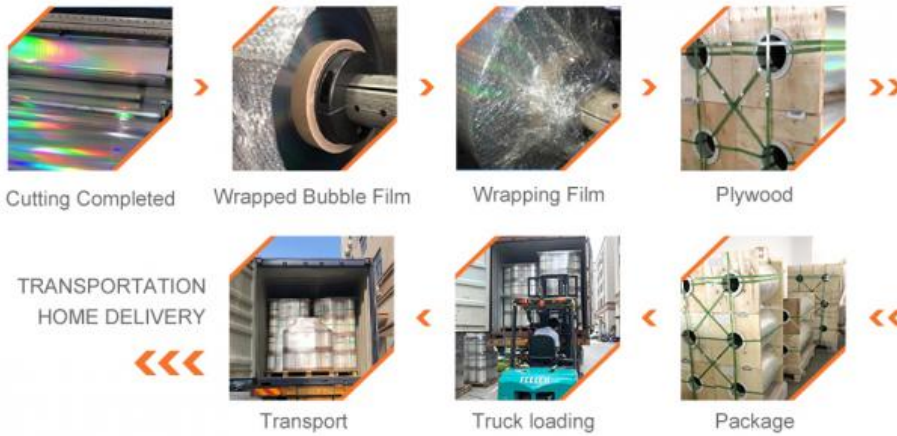 Cutting Completed
Wrapped Bubble Film
Wrapping Film
Plywood
TRANSPORTATION
HOME DELIVERY
Transport
Truck loading
Package